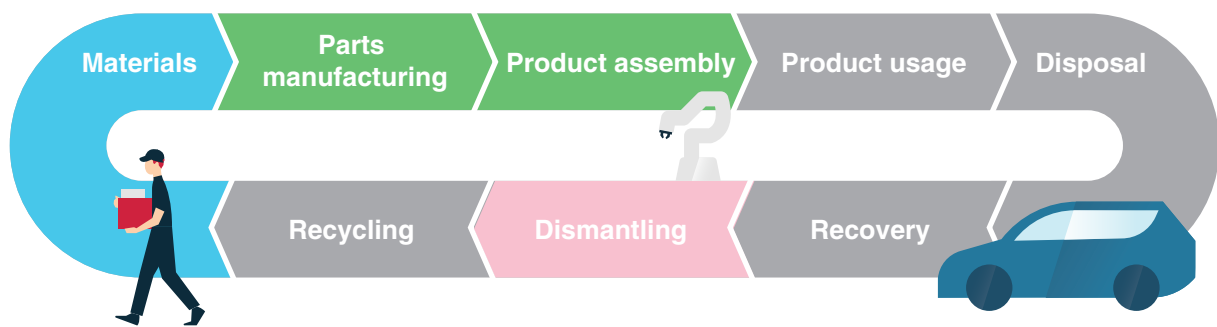 Materials
Parts
manufacturing
Product assembly
Product usage
Disposal
Recycling
Dismantling
Recovery